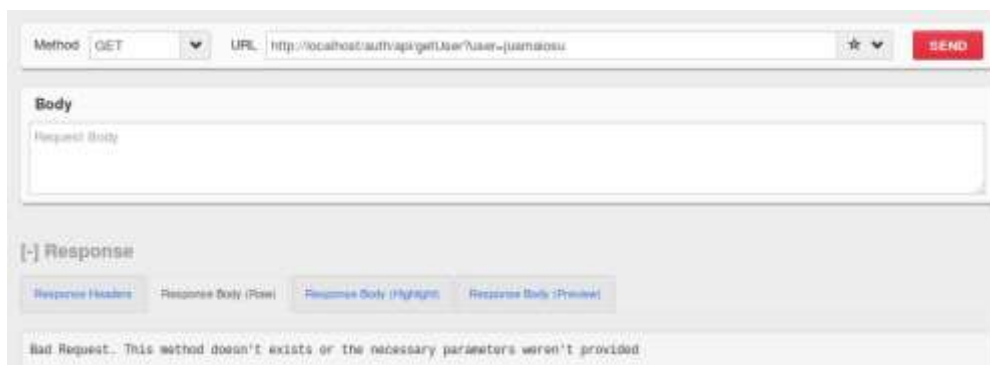 Method GET URL http://localhost/auth/api/getUser?user=juamaiosu SEND
Body
Request Body
[-] Response
Response Headers Response Body (Raw) Response Body (Highlight) Response Body (Preview)
Bad Request. This method doesn't exists or the necessary parameters weren't provided